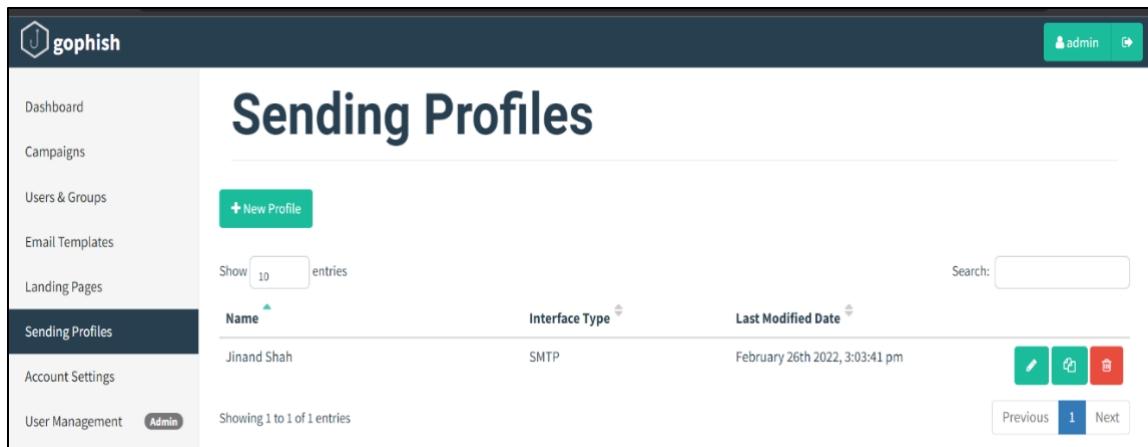 gophish
admin
Dashboard
Campaigns
Users & Groups
Email Templates
Landing Pages
Sending Profiles
Account Settings
User Management Admin
Sending Profiles
+ New Profile
Show 10 entries
Search:
Name Interface Type Last Modified Date
Jinand Shah SMTP February 26th 2022, 3:03:41 pm
Showing 1 to 1 of 1 entries
Previous 1 Next